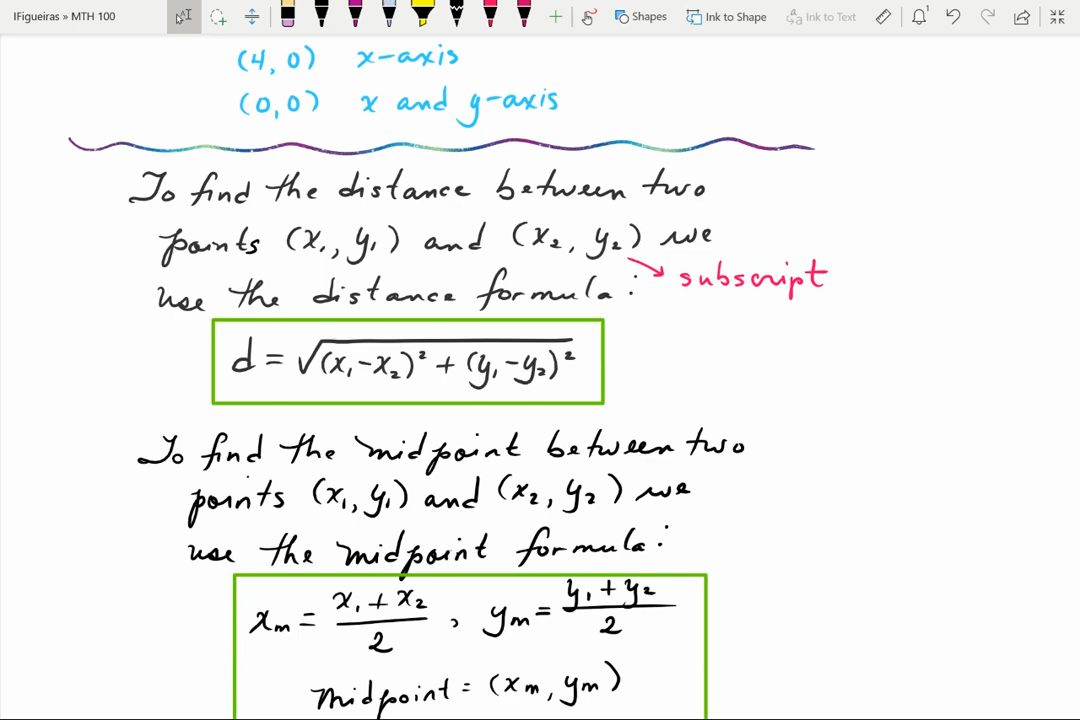 IFigueiras » MTH 100
Shapes Ink to Shape Ink to Text
(4, 0) x-axis
(0,0) x and y-axis
To find the distance between two
points (x₁, y₁) and (x₂, y₂) we
subscript
use the distance formula:
d = √(x₁-x₂)² + (y₁-y₂)²
To find the midpoint between two
points (x₁, y₁) and (x₂, y₂) we
use the midpoint formula:
xₘ = (x₁ + x₂)/2 , yₘ = (y₁ + y₂)/2
midpoint = (xₘ, yₘ)